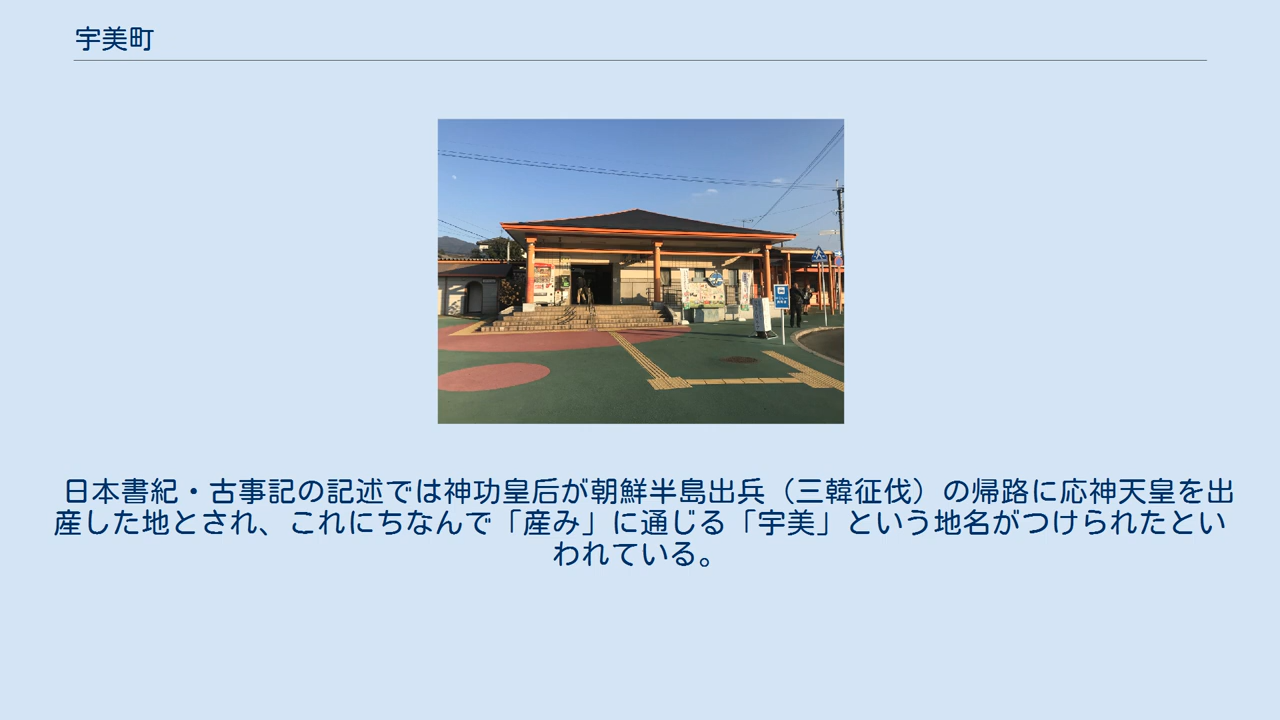 宇美町
日本書紀・古事記の記述では神功皇后が朝鮮半島出兵（三韓征伐）の帰路に応神天皇を出
産した地とされ、これにちなんで「産み」に通じる「宇美」という地名がつけられたとい
われている。